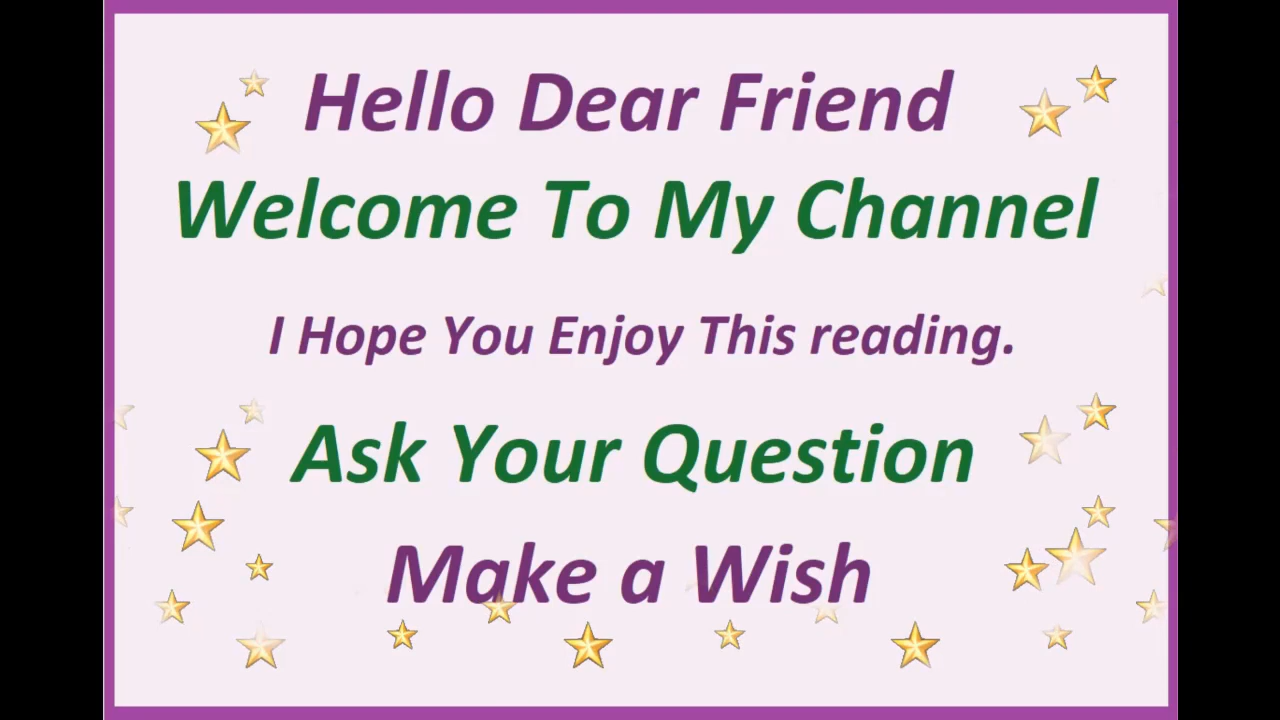 Hello Dear Friend
Welcome To My Channel
I Hope You Enjoy This reading.
Ask Your Question
Make a Wish